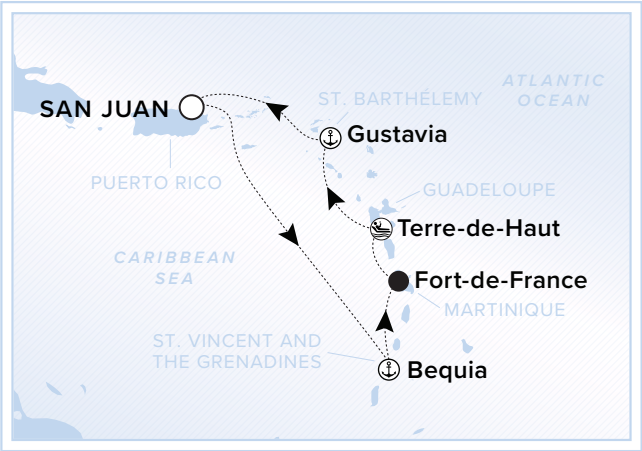 ATLANTIC
OCEAN
ST. BARTHÉLEMY
SAN JUAN
Gustavia
PUERTO RICO
GUADELOUPE
Terre-de-Haut
CARIBBEAN
SEA
Fort-de-France
MARTINIQUE
ST. VINCENT AND
THE GRENADINES
Bequia